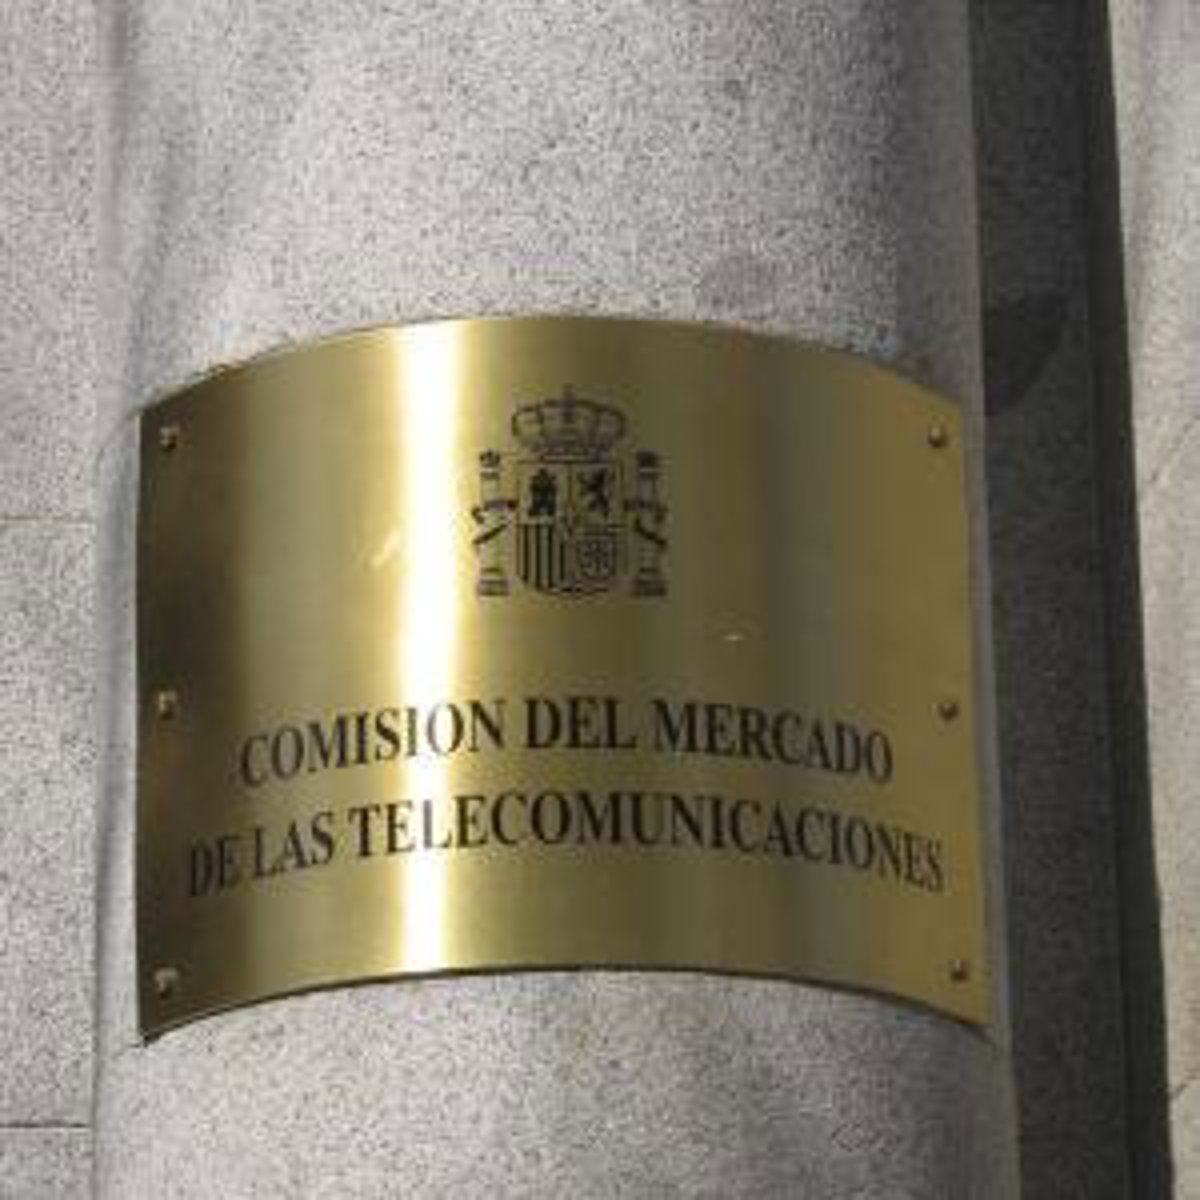 COMISION DEL MERCADO
DE LAS TELECOMUNICACIONES